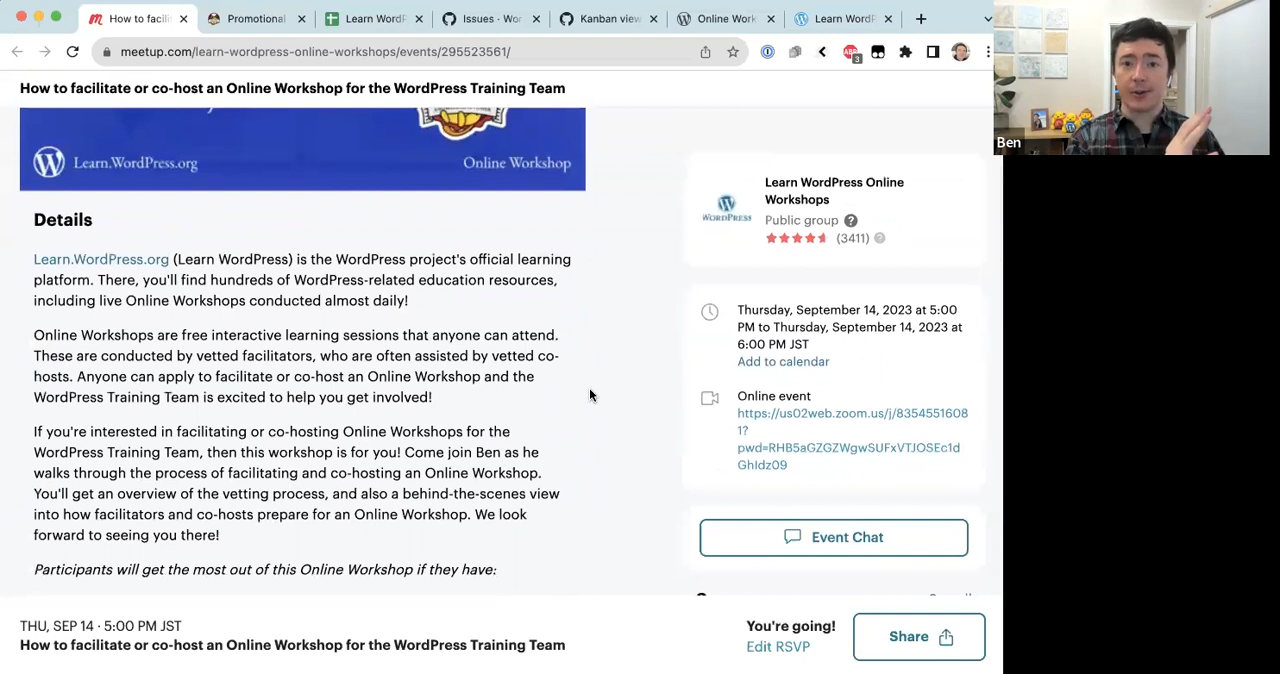 How to facil
Promotional
Learn WordP
Issues · Wor
Kanban view
Online Work
Learn WordP
meetup.com/learn-wordpress-online-workshops/events/295523561/
3
How to facilitate or co-host an Online Workshop for the WordPress Training Team
Ben
Learn.WordPress.org
Online Workshop
Details
Learn.WordPress.org (Learn WordPress) is the WordPress project's official learning
platform. There, you'll find hundreds of WordPress-related education resources,
including live Online Workshops conducted almost daily!
Online Workshops are free interactive learning sessions that anyone can attend.
These are conducted by vetted facilitators, who are often assisted by vetted co-
hosts. Anyone can apply to facilitate or co-host an Online Workshop and the
WordPress Training Team is excited to help you get involved!
If you're interested in facilitating or co-hosting Online Workshops for the
WordPress Training Team, then this workshop is for you! Come join Ben as he
walks through the process of facilitating and co-hosting an Online Workshop.
You'll get an overview of the vetting process, and also a behind-the-scenes view
into how facilitators and co-hosts prepare for an Online Workshop. We look
forward to seeing you there!
Participants will get the most out of this Online Workshop if they have:
WORDPRESS
Learn WordPress Online
Workshops
Public group
(3411)
Thursday, September 14, 2023 at 5:00
PM to Thursday, September 14, 2023 at
6:00 PM JST
Add to calendar
Online event
https://us02web.zoom.us/j/8354551608
1?
pwd=RHB5aGZGZWgwSUFxVTJOSEc1d
GhIdz09
Event Chat
THU, SEP 14 · 5:00 PM JST
How to facilitate or co-host an Online Workshop for the WordPress Training Team
You're going!
Edit RSVP
Share